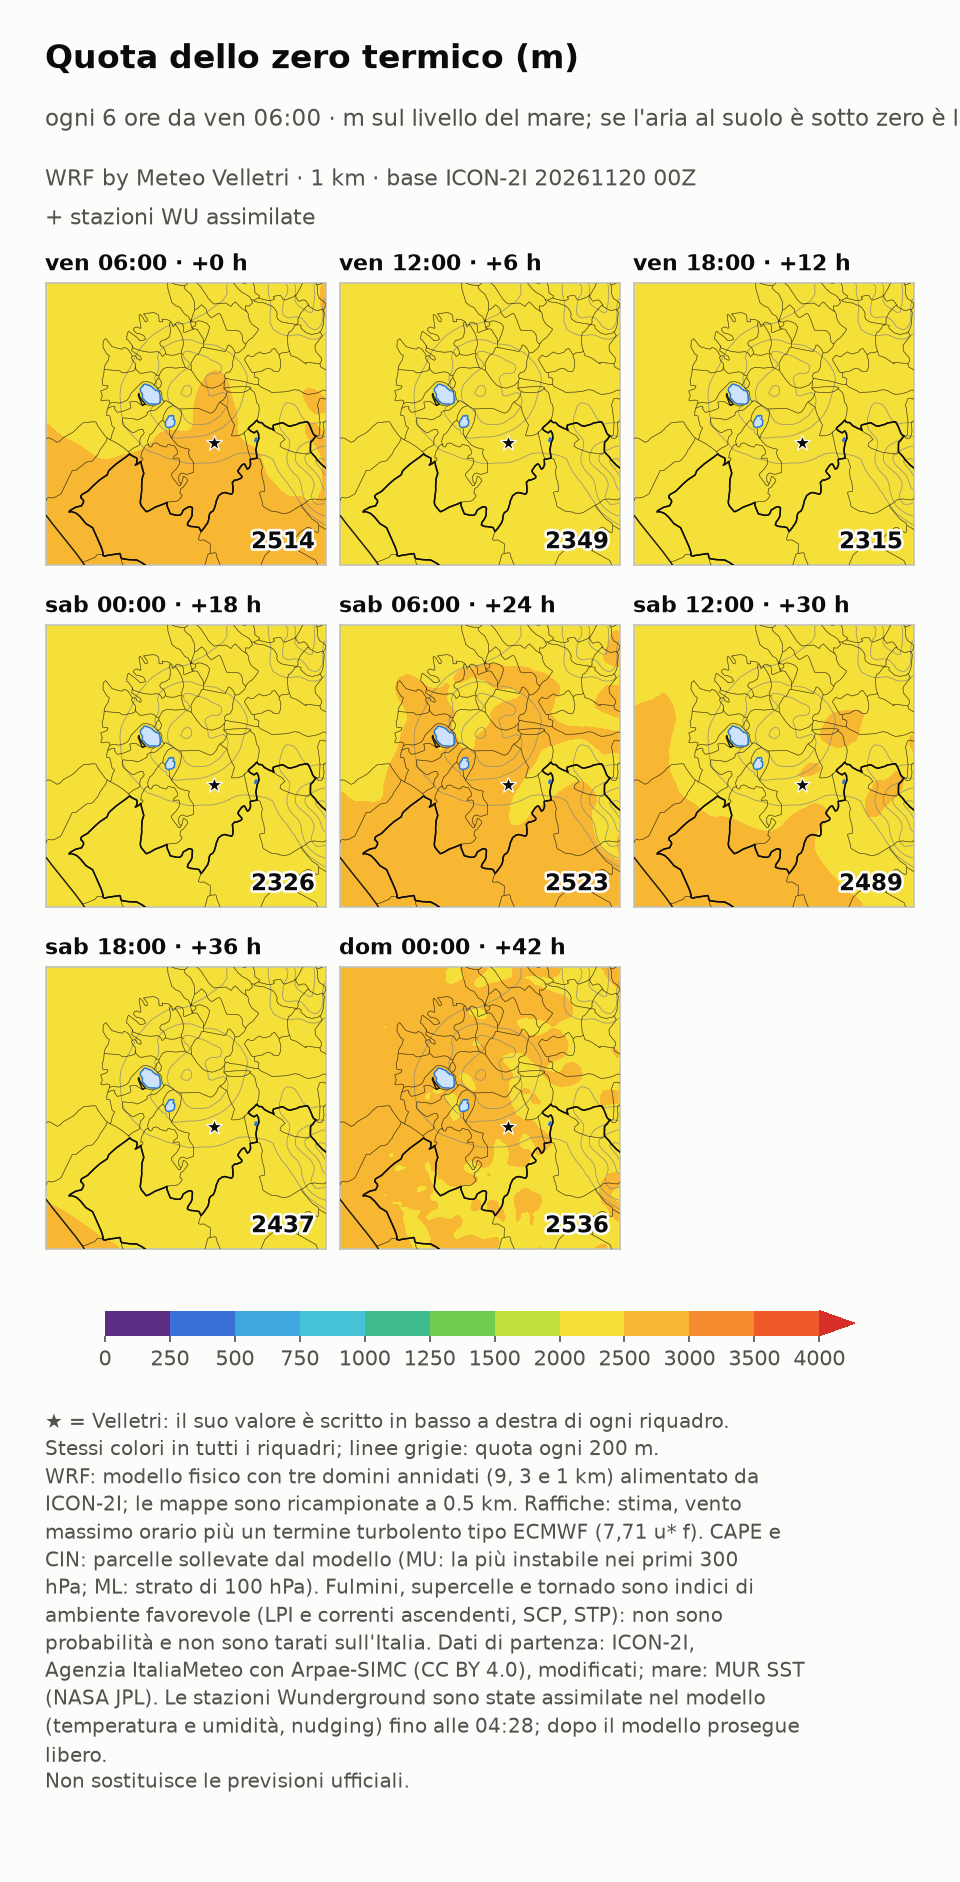 Quota dello zero termico (m)
ogni 6 ore da ven 06:00 · m sul livello del mare; se l'aria al suolo è sotto zero è l
WRF by Meteo Velletri · 1 km · base ICON-2I 20261120 00Z
+ stazioni WU assimilate
ven 06:00 · +0 h
ven 12:00 · +6 h
ven 18:00 · +12 h
2514
2349
2315
sab 00:00 · +18 h
sab 06:00 · +24 h
sab 12:00 · +30 h
2326
2523
2489
sab 18:00 · +36 h
dom 00:00 · +42 h
2437
2536
0 250 500 750 1000 1250 1500 2000 2500 3000 3500 4000
★ = Velletri: il suo valore è scritto in basso a destra di ogni riquadro.
Stessi colori in tutti i riquadri; linee grigie: quota ogni 200 m.
WRF: modello fisico con tre domini annidati (9, 3 e 1 km) alimentato da
ICON-2I; le mappe sono ricampionate a 0.5 km. Raffiche: stima, vento
massimo orario più un termine turbolento tipo ECMWF (7,71 u* f). CAPE e
CIN: parcelle sollevate dal modello (MU: la più instabile nei primi 300
hPa; ML: strato di 100 hPa). Fulmini, supercelle e tornado sono indici di
ambiente favorevole (LPI e correnti ascendenti, SCP, STP): non sono
probabilità e non sono tarati sull'Italia. Dati di partenza: ICON-2I,
Agenzia ItaliaMeteo con Arpae-SIMC (CC BY 4.0), modificati; mare: MUR SST
(NASA JPL). Le stazioni Wunderground sono state assimilate nel modello
(temperatura e umidità, nudging) fino alle 04:28; dopo il modello prosegue
libero.
Non sostituisce le previsioni ufficiali.